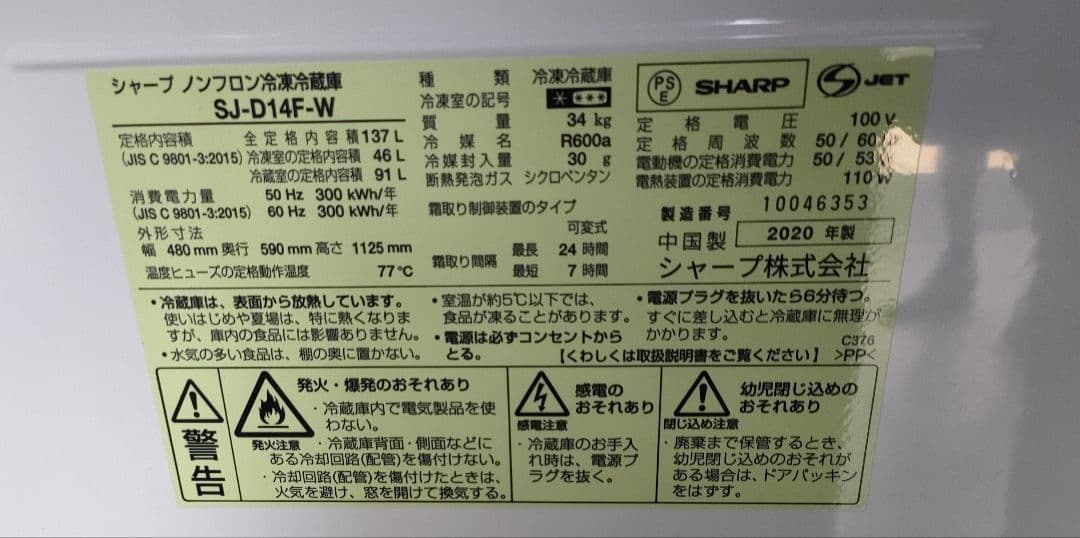 シャープ ノンフロン冷凍冷蔵庫
SJ-D14F-W
定格内容積 全定格内容積 137 L
(JIS C 9801-3:2015) 冷凍室の定格内容積 46 L
冷蔵室の定格内容積 91 L
消費電力量 50 Hz 300 kWh/年
(JIS C 9801-3:2015) 60 Hz 300 kWh/年
外形寸法
幅 480 mm 奥行 590 mm 高さ 1125 mm
温度ヒューズの定格動作温度 77℃
種類 冷凍冷蔵庫
冷凍室の記号 * ***
質量 34 kg
冷媒名 R600a
冷媒封入量 30 g
断熱発泡ガス シクロペンタン
霜取り制御装置のタイプ
可変式
霜取り間隔 最長 24 時間
最短 7 時間
PSE SHARP JET
定格電圧 100 V
定格周波数 50 / 60
電動機の定格消費電力 50 / 53
電熱装置の定格消費電力 110 W
製造番号 10046353
中国製 2020 年製
シャープ株式会社
・冷蔵庫は、表面から放熱しています。
使いはじめや夏場は、特に熱くなりま
すが、庫内の食品には影響ありません。
・水気の多い食品は、棚の奥に置かない。
・室温が約5℃以下では、
食品が凍ることがあります。
・電源は必ずコンセントから
とる。
・電源プラグを抜いたら6分待つ。
すぐに差し込むと冷蔵庫に無理が
かかります。
【くわしくは取扱説明書をご覧ください】
C376
>PP<
警告
発火・爆発のおそれあり
発火注意
・冷蔵庫内で電気製品を使
わない。
・冷蔵庫背面・側面などに
ある冷却回路(配管)を傷付けない。
・冷却回路(配管)を傷付けたときは、
火気を避け、窓を開けて換気する。
感電の
おそれあり
感電注意
・冷蔵庫のお手入
れ時は、電源プ
ラグを抜く。
幼児閉じ込めの
おそれあり
閉じ込め注意
・廃棄まで保管するとき、
幼児閉じ込めのおそれが
ある場合は、ドアパッキン
をはずす。